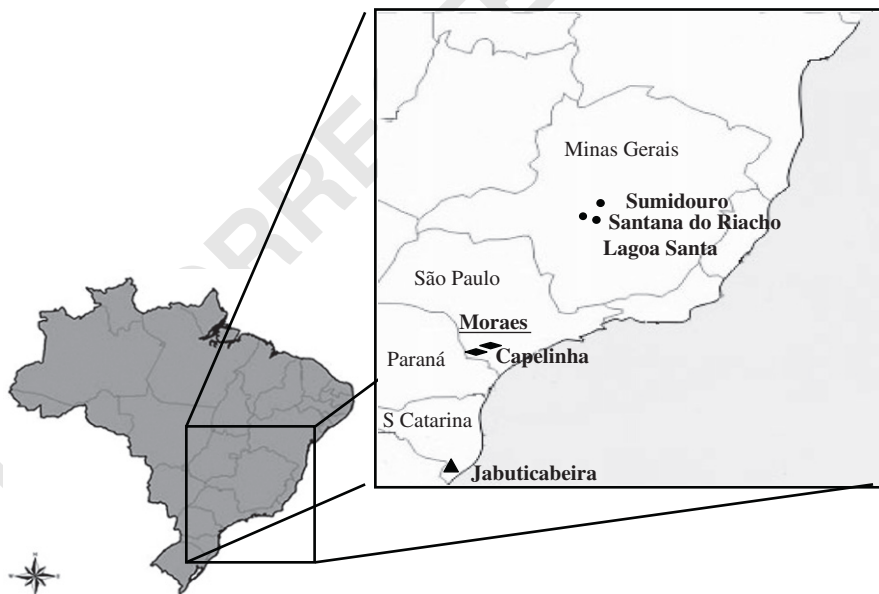 Minas Gerais
Sumidouro
Santana do Riacho
Lagoa Santa
São Paulo
Moraes
Capelinha
Paraná
S Catarina
Jabuticabeira